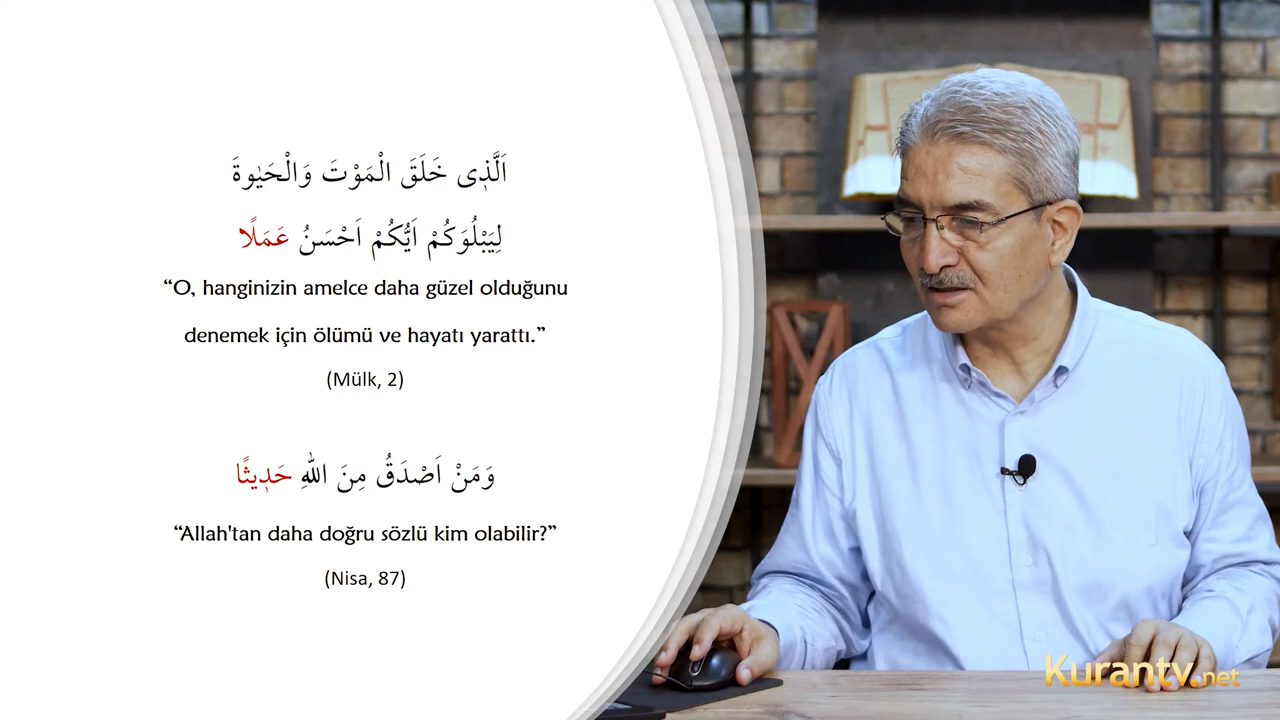 اَلَّذ۪ى خَلَقَ الْمَوْتَ وَالْحَيٰوةَ
لِيَبْلُوَكُمْ اَيُّكُمْ اَحْسَنُ عَمَلًا
“O, hanginizin amelce daha güzel olduğunu
denemek için ölümü ve hayatı yarattı.”
(Mülk, 2)
وَمَنْ اَصْدَقُ مِنَ اللّٰهِ حَد۪يثًا
“Allah'tan daha doğru sözlü kim olabilir?”
(Nisa, 87)
Kurantv.net